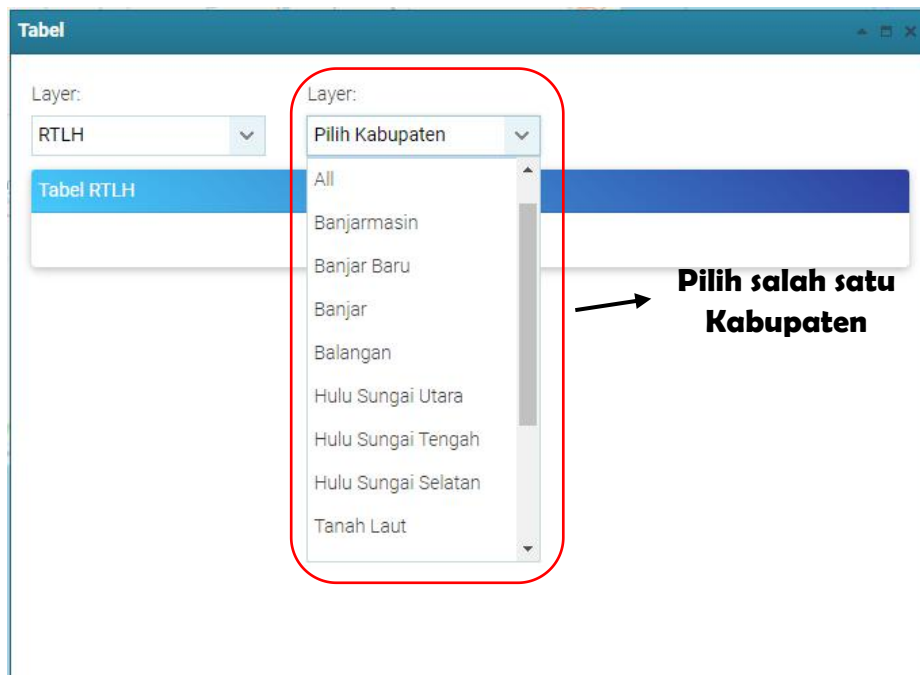 Tabel
Layer:
Layer:
RTLH
Pilih Kabupaten
Tabel RTLH
All
Banjarmasin
Banjar Baru
Banjar
Balangan
Hulu Sungai Utara
Hulu Sungai Tengah
Hulu Sungai Selatan
Tanah Laut
Pilih salah satu
Kabupaten